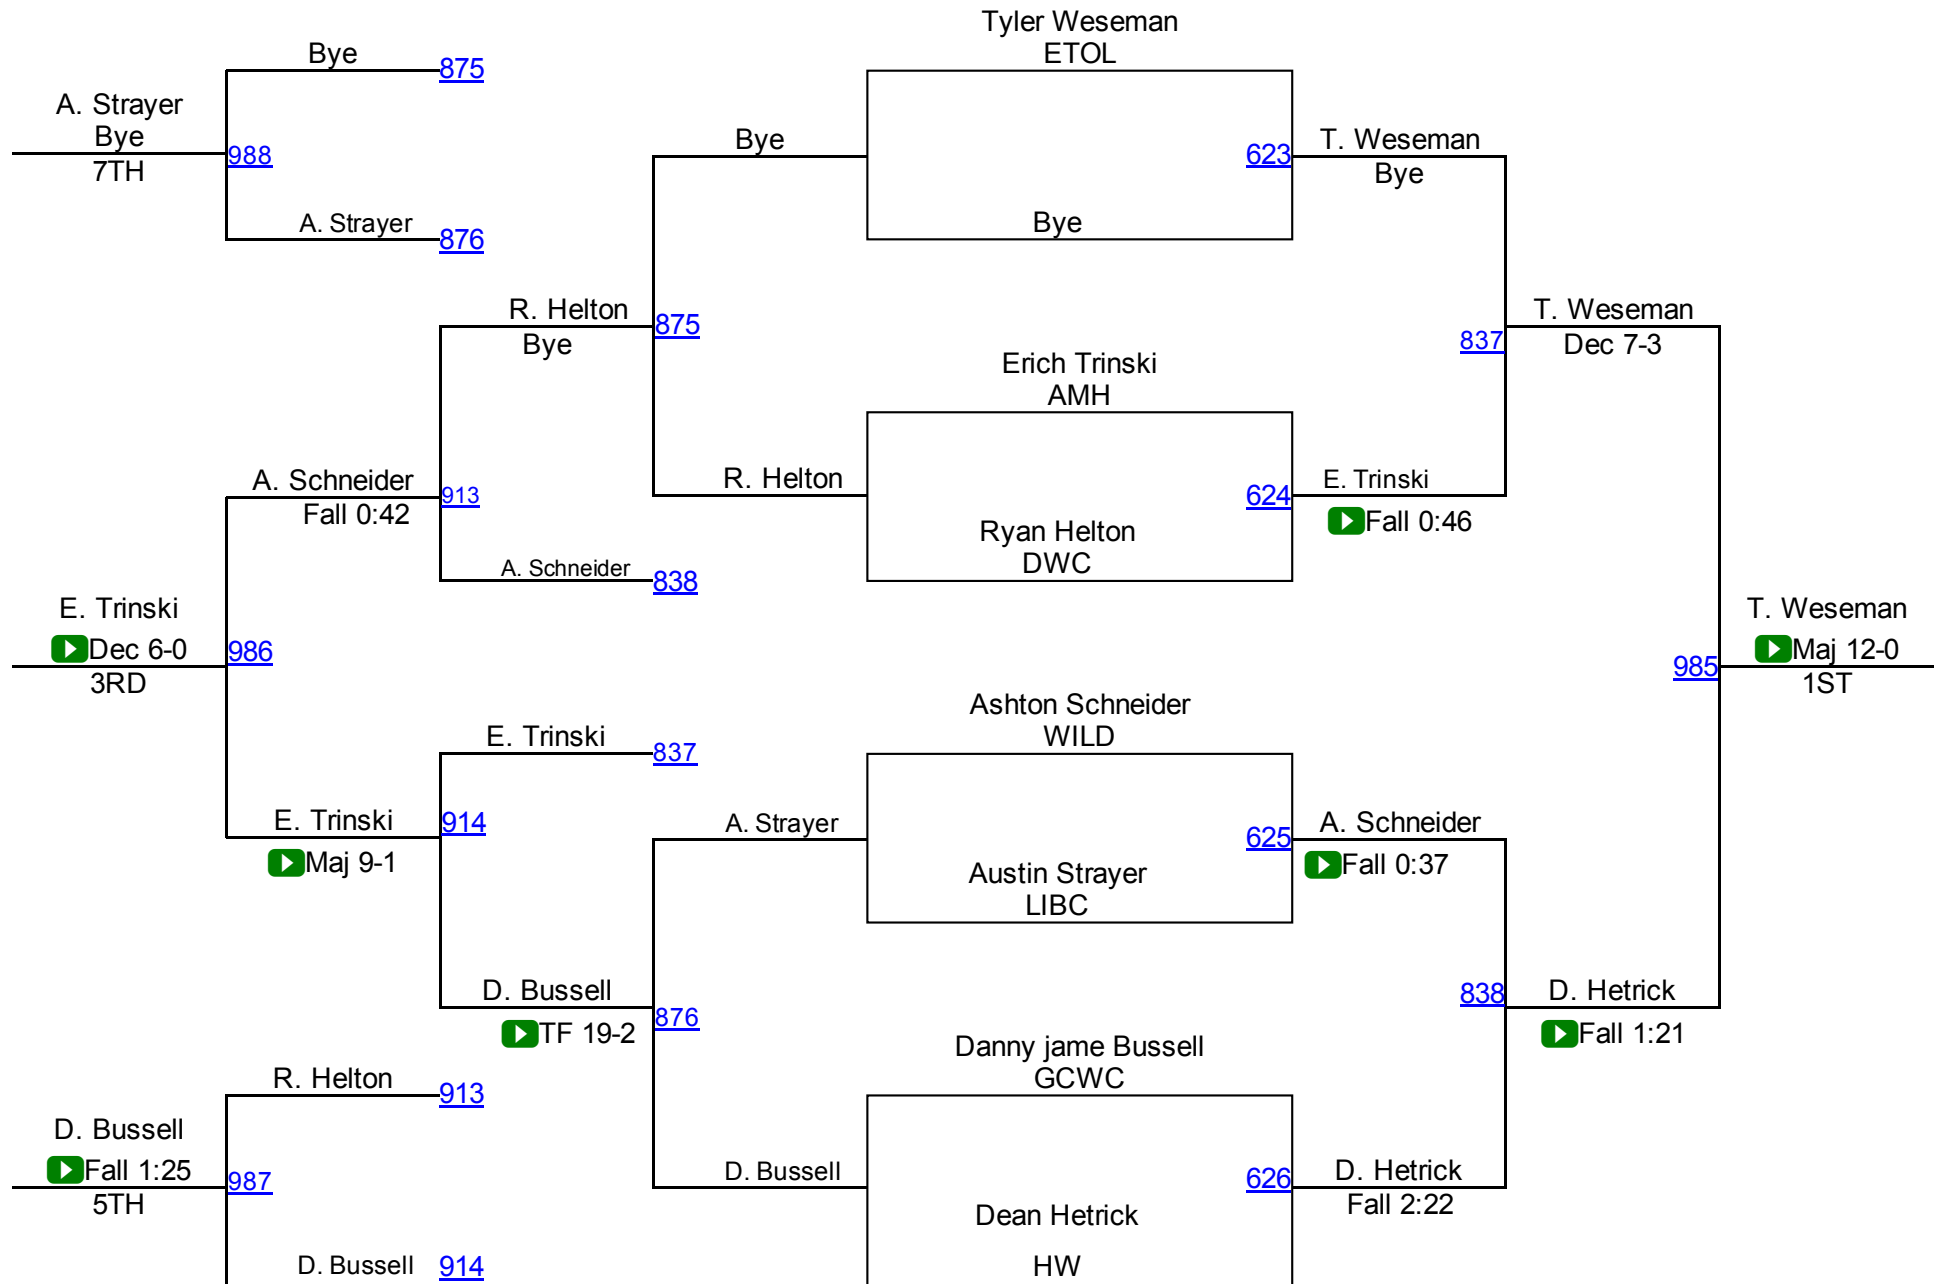 Tyler Weseman
ETOL
Bye
875
A. Strayer
Bye
7TH
988
Bye
623
T. Weseman
Bye
Bye
A. Strayer
876
R. Helton
Bye
875
T. Weseman
Dec 7-3
837
Erich Trinski
AMH
A. Schneider
Fall 0:42
913
R. Helton
624
E. Trinski
Fall 0:46
Ryan Helton
DWC
A. Schneider
838
E. Trinski
Dec 6-0
3RD
986
T. Weseman
Maj 12-0
1ST
985
Ashton Schneider
WILD
E. Trinski
837
E. Trinski
Maj 9-1
914
A. Strayer
625
A. Schneider
Fall 0:37
Austin Strayer
LIBC
D. Bussell
TF 19-2
876
838
D. Hetrick
Fall 1:21
Danny jame Bussell
GCWC
R. Helton
913
D. Bussell
Fall 1:25
5TH
987
D. Bussell
626
D. Hetrick
Fall 2:22
Dean Hetrick
HW
D. Bussell
914